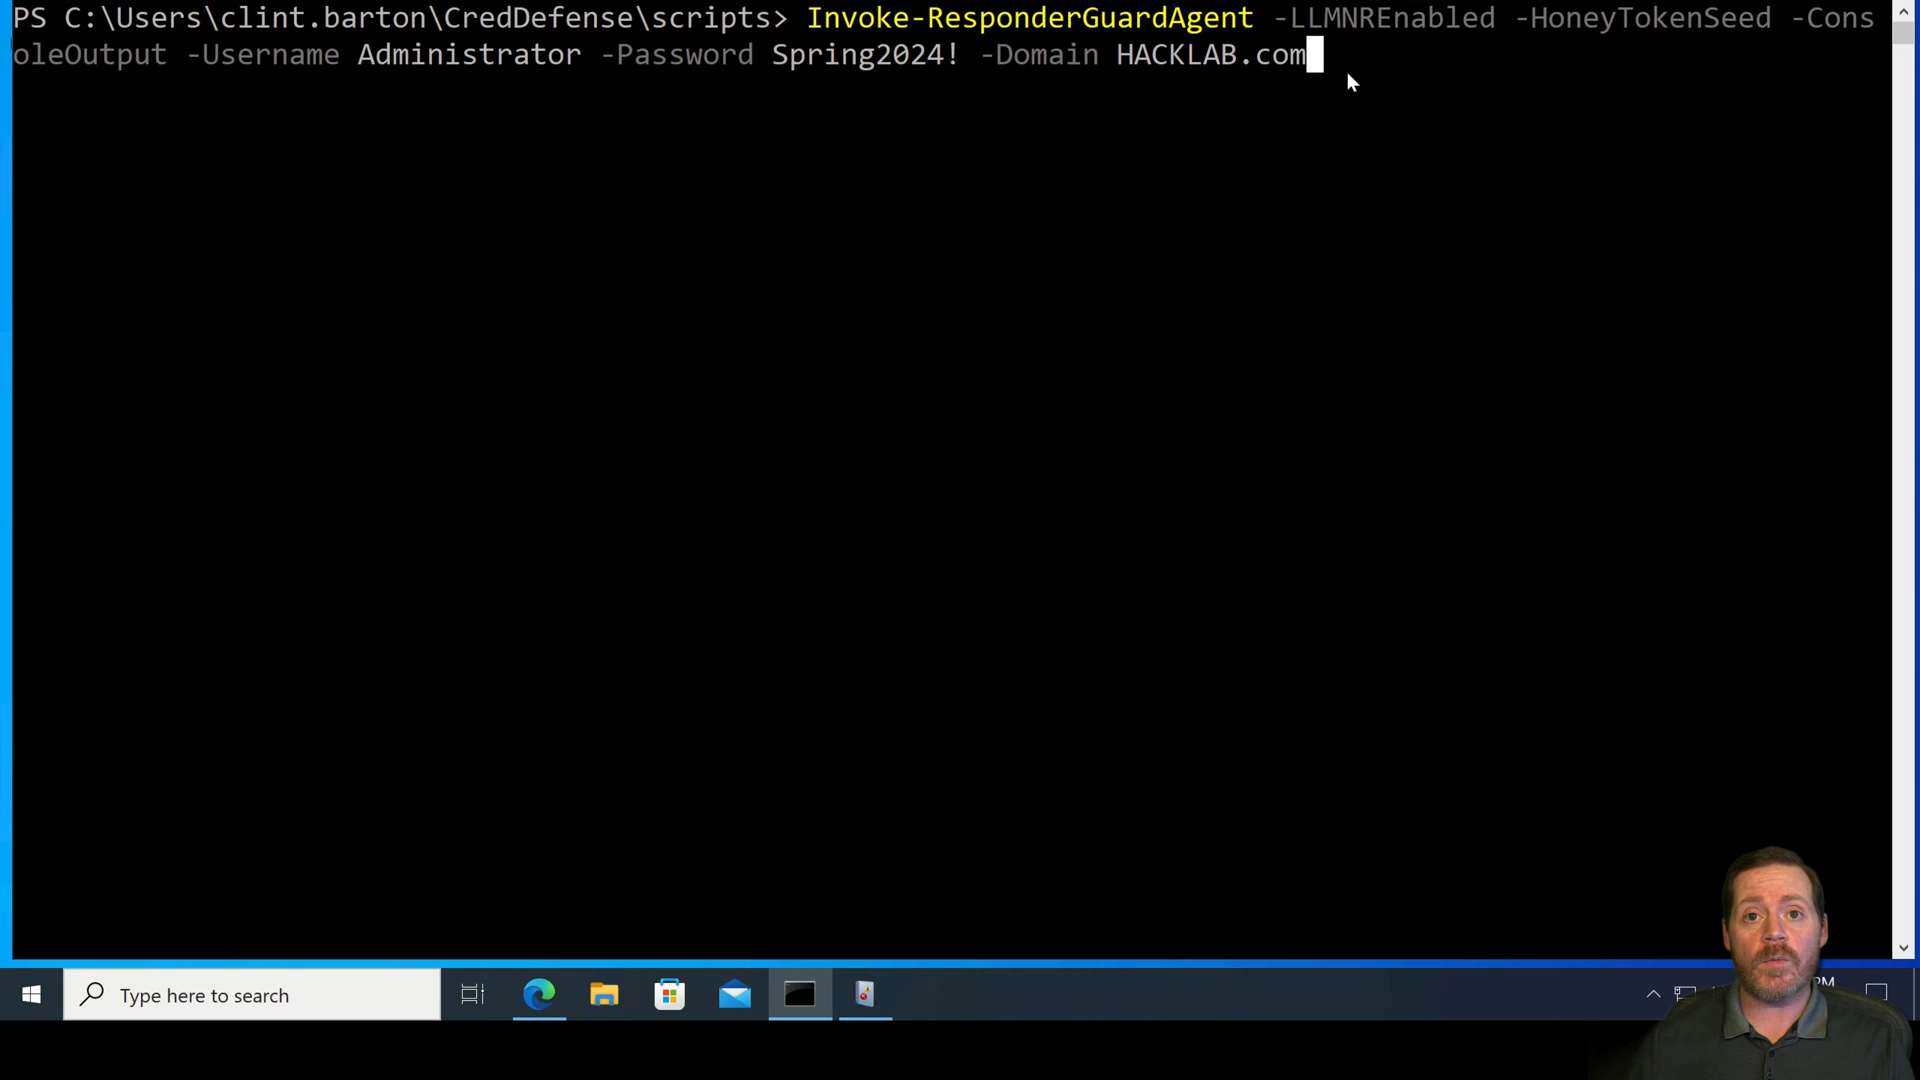 PS C:\Users\clint.barton\CredDefense\scripts> Invoke-ResponderGuardAgent -LLMNREnabled -HoneyTokenSeed -Cons
oleOutput -Username Administrator -Password Spring2024! -Domain HACKLAB.com
Type here to search
PM